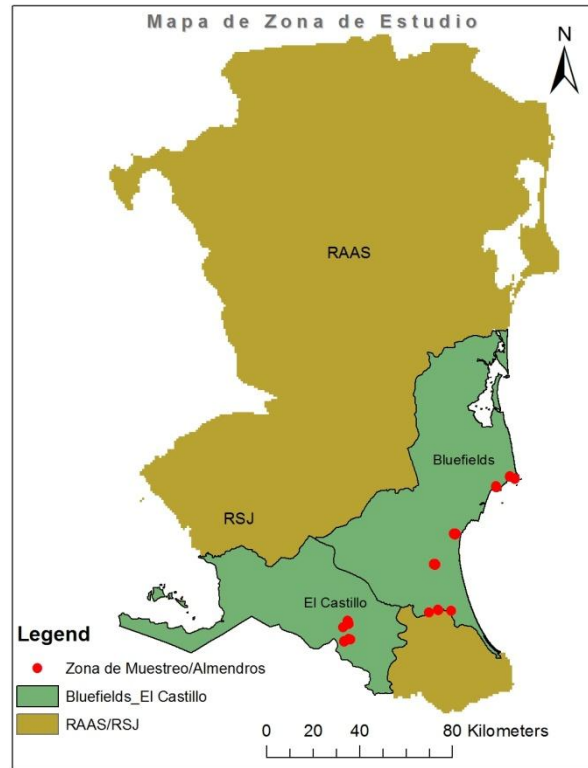 Mapa de Zona de Estudio
N
RAAS
Bluefields
RSJ
El Castillo
Legend
Zona de Muestreo/Almendros
Bluefields_El Castillo
RAAS/RSJ
0 20 40 80 Kilometers